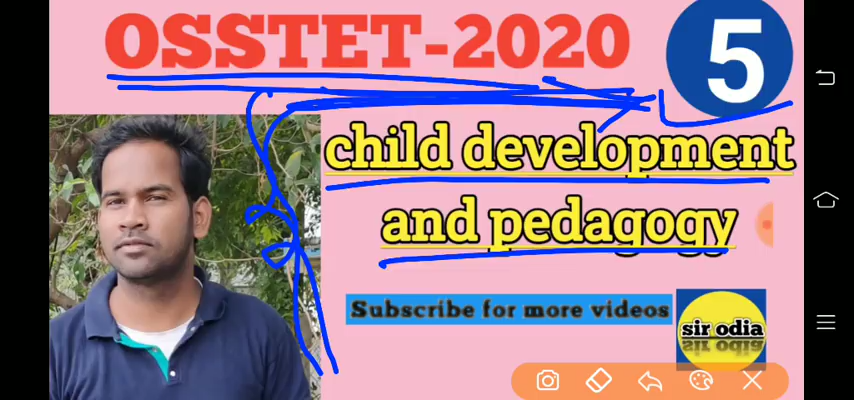 OSSTET-2020
5
child development
and pedagogy
Subscribe for more videos
sir odia